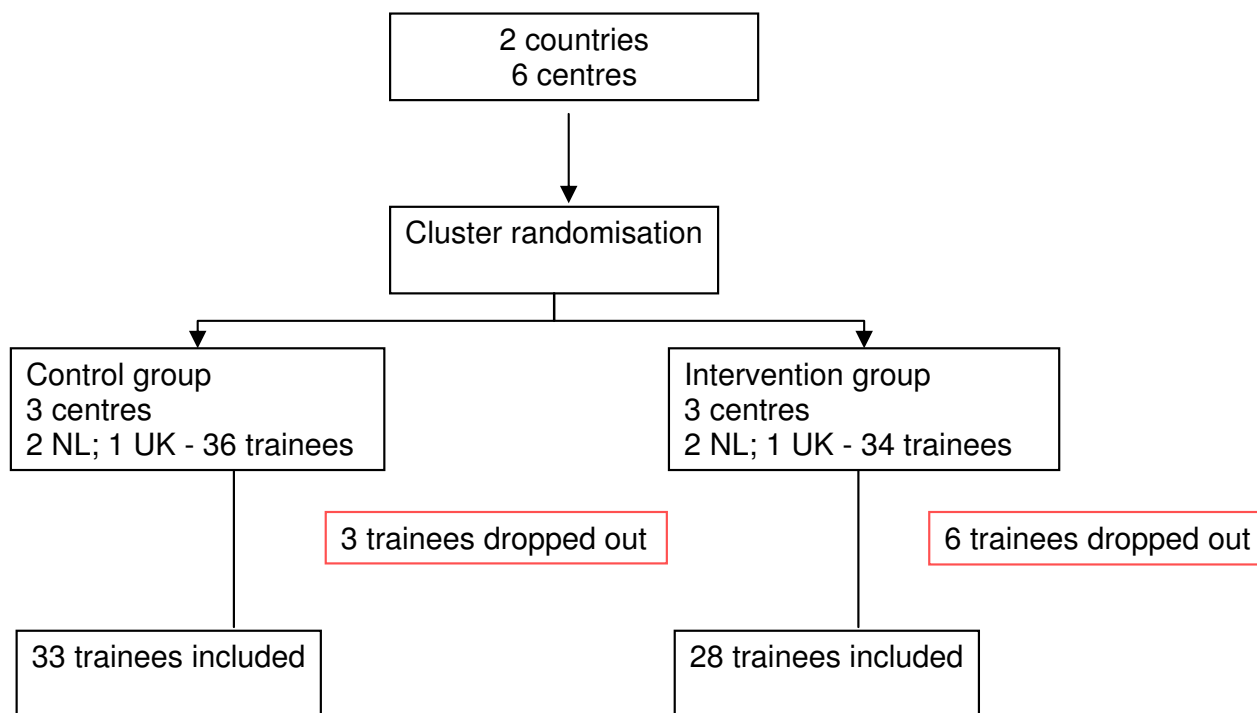 2 countries
6 centres
Cluster randomisation
Control group
3 centres
2 NL; 1 UK - 36 trainees
Intervention group
3 centres
2 NL; 1 UK - 34 trainees
3 trainees dropped out
6 trainees dropped out
33 trainees included
28 trainees included